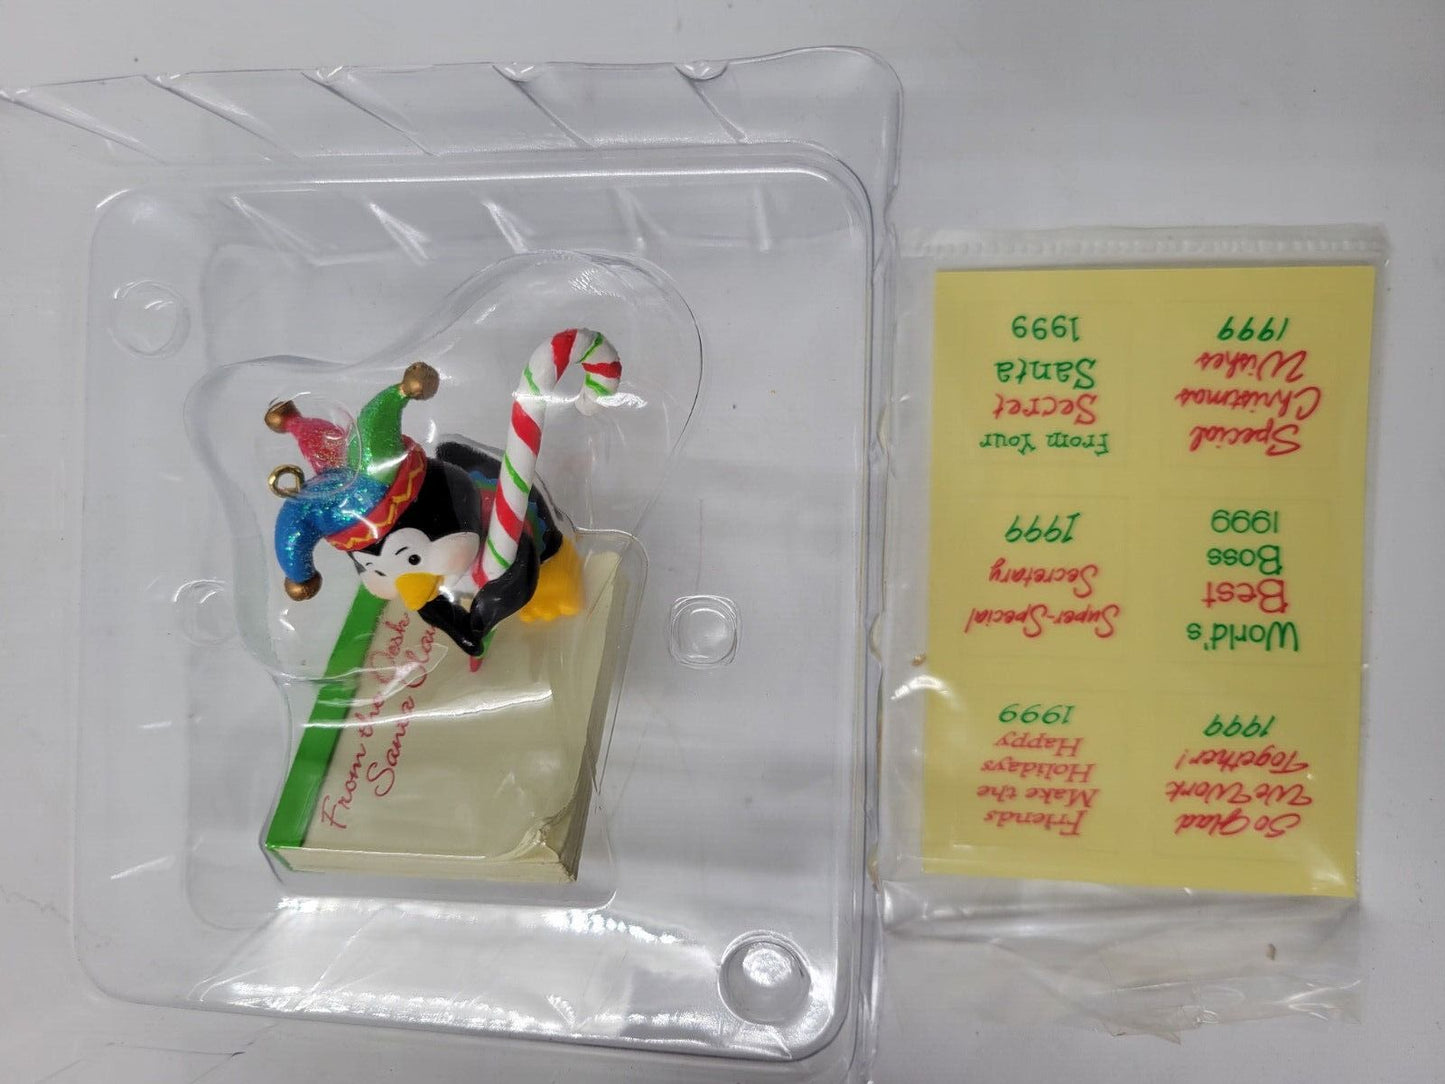 From the Desk
Santa Claus
So Glad
We Work
Together!
1999
Friends
Make the
Holidays
Happy
1999
World's
Best
Boss
1999
Super-Special
Secretary
1999
Special
Christmas
Wishes
1999
From Your
Secret
Santa
1999